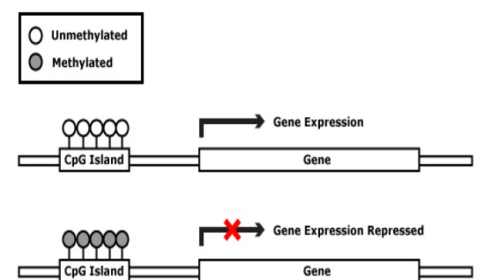 Unmethylated
Methylated
Gene Expression
CpG Island
Gene
Gene Expression Repressed
CpG Island
Gene